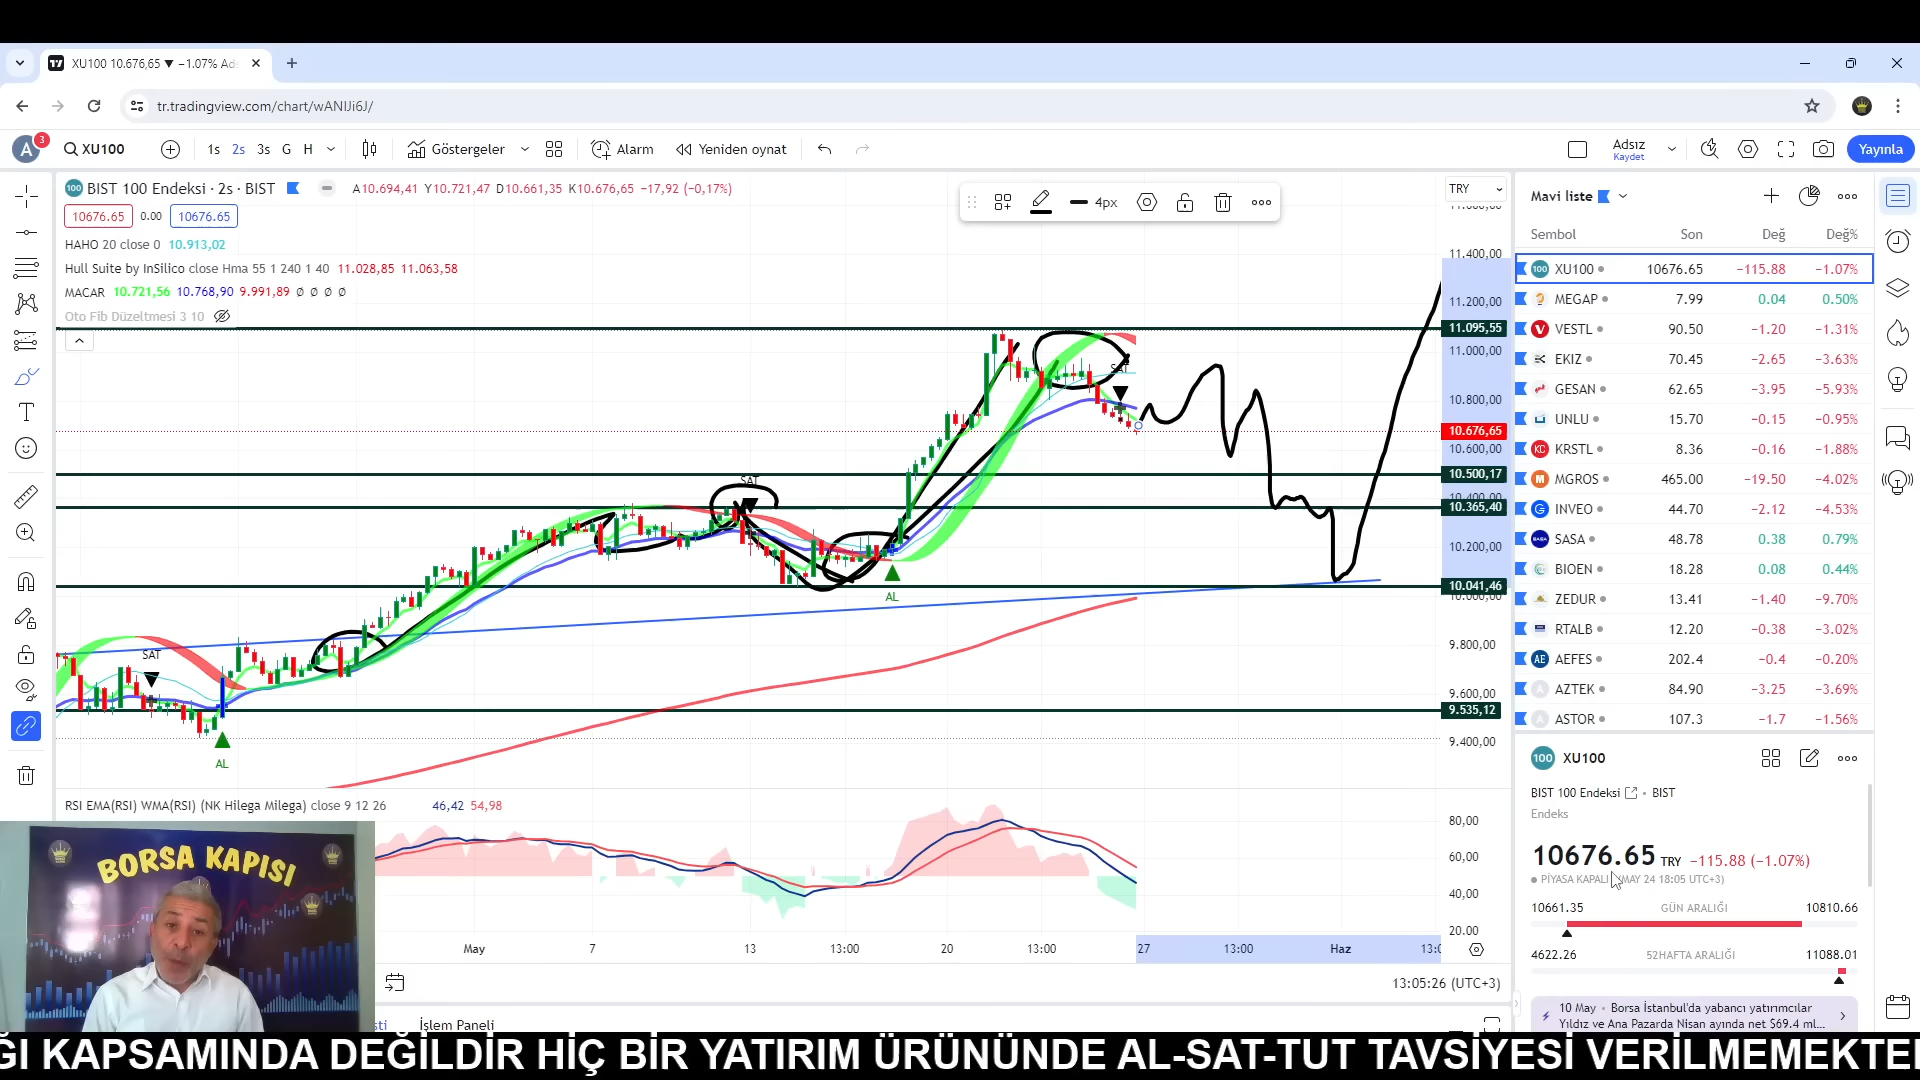 XU100 10.676,65 ▼ −1.07% Ad
tr.tradingview.com/chart/wANlJi6J/
A 3 XU100 1s 2s 3s G H Göstergeler Alarm Yeniden oynat Adsız Kaydet Yayınla
BIST 100 Endeksi · 2s · BIST A10.694,41 Y10.721,47 D10.661,35 K10.676,65 −17,92 (−0,17%)
10676.65 0.00 10676.65
HAHO 20 close 0 10.913,02
Hull Suite by InSilico close Hma 55 1 240 1 40 11.028,85 11.063,58
MACAR 10.721,56 10.768,90 9.991,89 ∅ ∅ ∅ ∅
Oto Fib Düzeltmesi 3 10
4px
TRY
11.400,00
11.200,00
11.095,55
11.000,00
10.800,00
10.676,65
10.600,00
10.500,17
10.400,00
10.365,40
10.200,00
10.041,46
10.000,00
9.800,00
9.600,00
9.535,12
9.400,00
SAT
SAT
SAT
AL
AL
RSI EMA(RSI) WMA(RSI) (NK Hilega Milega) close 9 12 26 46,42 54,98
80,00
60,00
40,00
20.00
May 7 13 13:00 20 13:00 27 13:00 Haz
13:05:26 (UTC+3)
İşlem Paneli
BORSA KAPISI
Mavi liste
Sembol Son Değ Değ%
XU100 10676.65 −115.88 −1.07%
MEGAP 7.99 0.04 0.50%
VESTL 90.50 −1.20 −1.31%
EKIZ 70.45 −2.65 −3.63%
GESAN 62.65 −3.95 −5.93%
UNLU 15.70 −0.15 −0.95%
KRSTL 8.36 −0.16 −1.88%
MGROS 465.00 −19.50 −4.02%
INVEO 44.70 −2.12 −4.53%
SASA 48.78 0.38 0.79%
BIOEN 18.28 0.08 0.44%
ZEDUR 13.41 −1.40 −9.70%
RTALB 12.20 −0.38 −3.02%
AEFES 202.4 −0.4 −0.20%
AZTEK 84.90 −3.25 −3.69%
ASTOR 107.3 −1.7 −1.56%
100 XU100
BIST 100 Endeksi • BIST
Endeks
10676.65 TRY −115.88 (−1.07%)
PİYASA KAPALI (MAY 24 18:05 UTC+3)
10661.35 GÜN ARALIĞI 10810.66
4622.26 52HAFTA ARALIĞI 11088.01
10 May • Borsa İstanbul'da yabancı yatırımcılar
Yıldız ve Ana Pazarda Nisan ayında net $69.4 ml...
KAPSAMINDA DEĞİLDİR HİÇ BİR YATIRIM ÜRÜNÜNDE AL-SAT-TUT TAVSİYESİ VERİLMEMEKTE